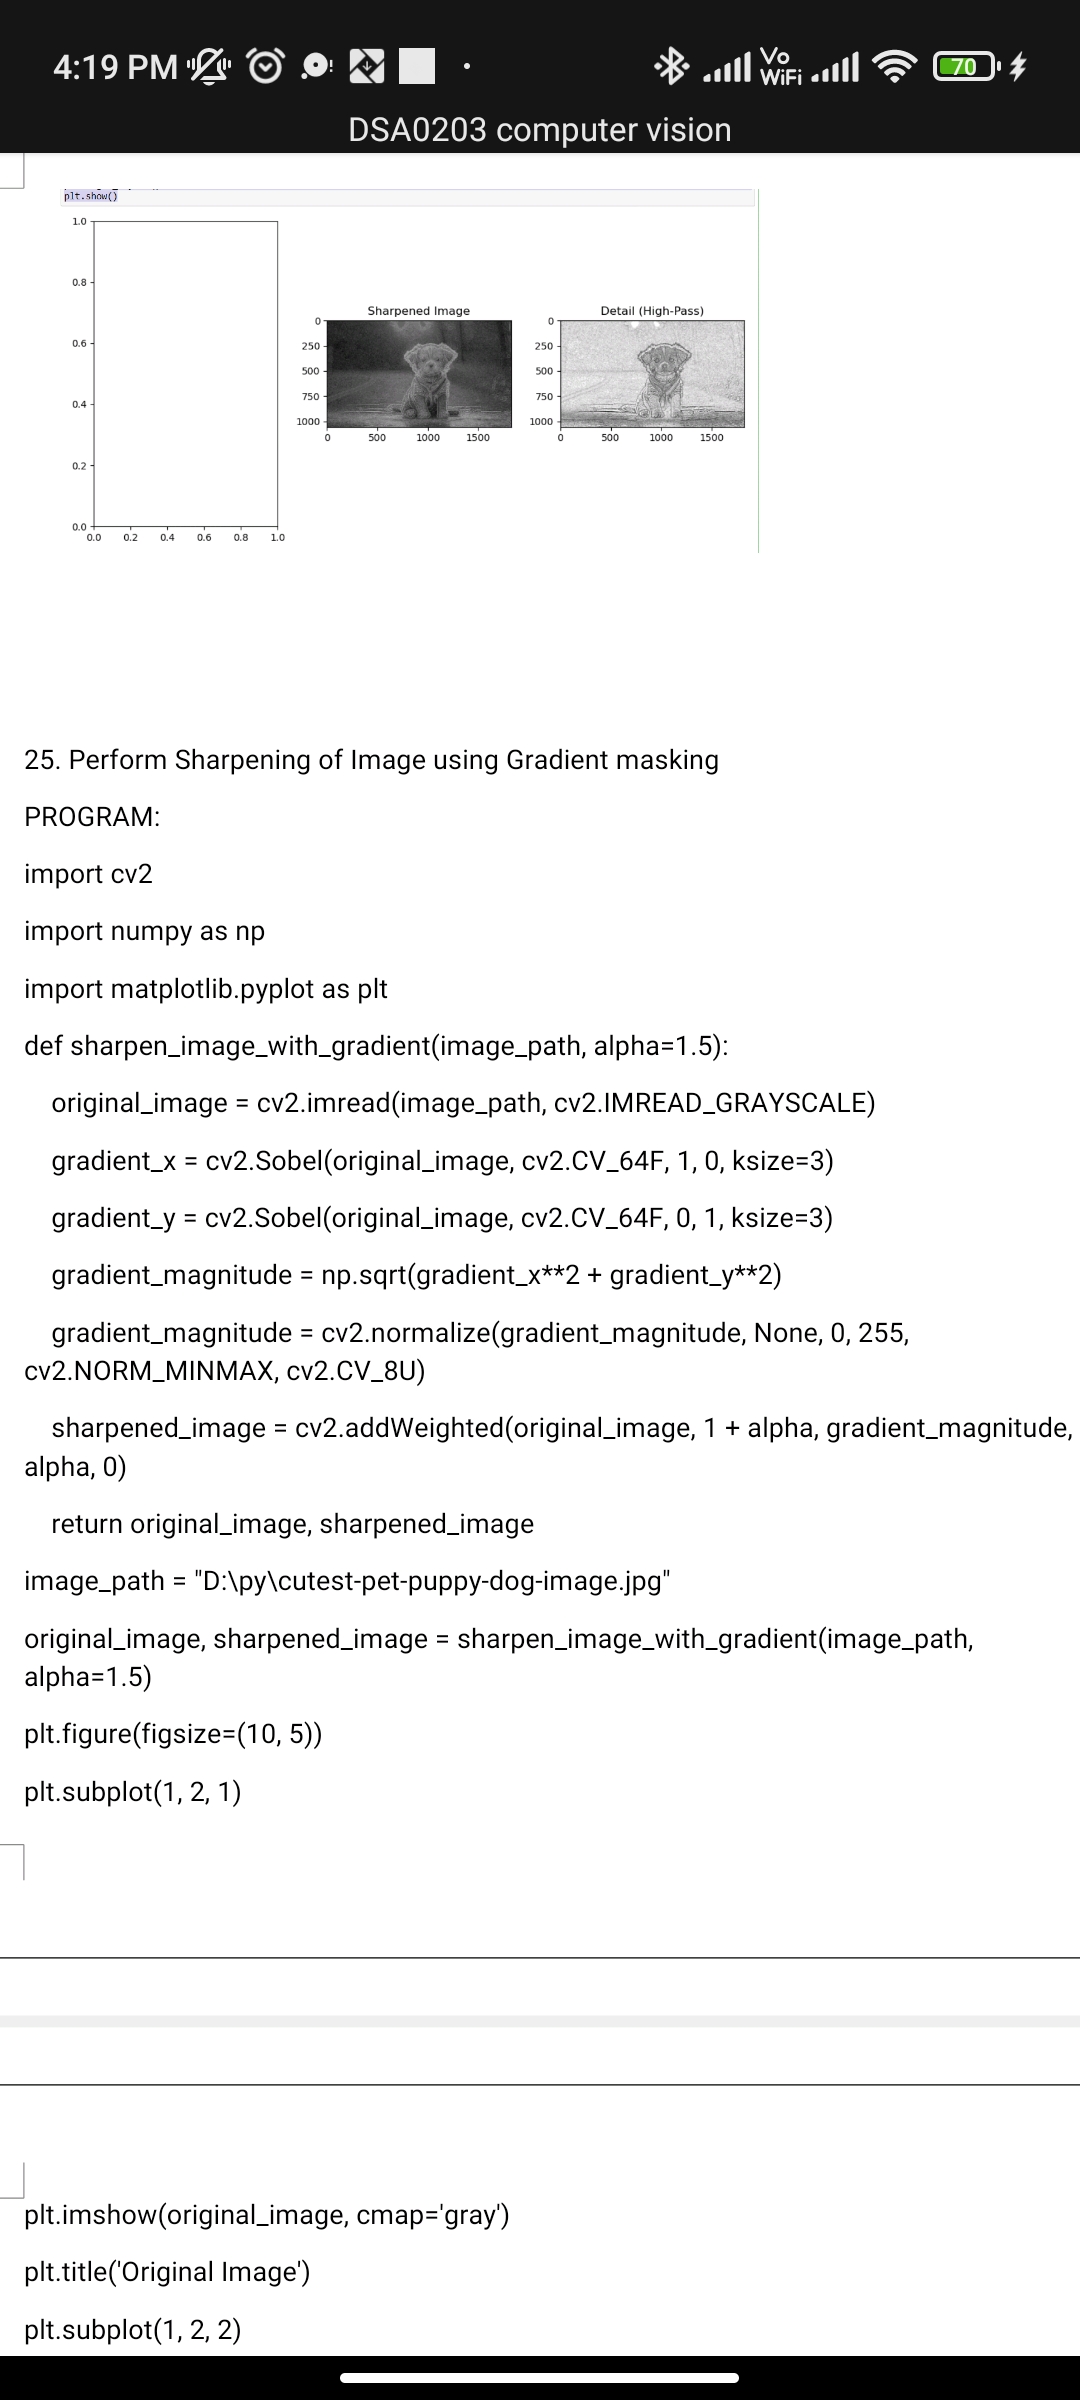 4:19 PM
Vo
WiFi
70
DSA0203 computer vision
plt.show()
1.0
0.8
0.6
0.4
0.2
0.0
0.0 0.2 0.4 0.6 0.8 1.0
Sharpened Image
0
250
500
750
1000
0 500 1000 1500
Detail (High-Pass)
0
250
500
750
1000
0 500 1000 1500
25. Perform Sharpening of Image using Gradient masking
PROGRAM:
import cv2
import numpy as np
import matplotlib.pyplot as plt
def sharpen_image_with_gradient(image_path, alpha=1.5):
original_image = cv2.imread(image_path, cv2.IMREAD_GRAYSCALE)
gradient_x = cv2.Sobel(original_image, cv2.CV_64F, 1, 0, ksize=3)
gradient_y = cv2.Sobel(original_image, cv2.CV_64F, 0, 1, ksize=3)
gradient_magnitude = np.sqrt(gradient_x**2 + gradient_y**2)
gradient_magnitude = cv2.normalize(gradient_magnitude, None, 0, 255,
cv2.NORM_MINMAX, cv2.CV_8U)
sharpened_image = cv2.addWeighted(original_image, 1 + alpha, gradient_magnitude,
alpha, 0)
return original_image, sharpened_image
image_path = "D:\py\cutest-pet-puppy-dog-image.jpg"
original_image, sharpened_image = sharpen_image_with_gradient(image_path,
alpha=1.5)
plt.figure(figsize=(10, 5))
plt.subplot(1, 2, 1)
plt.imshow(original_image, cmap='gray')
plt.title('Original Image')
plt.subplot(1, 2, 2)